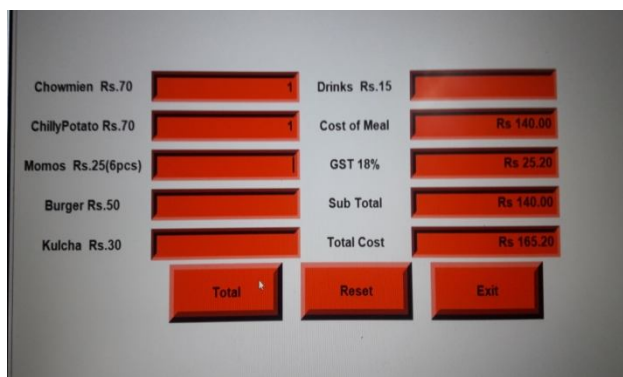 Chowmien Rs.70 1 Drinks Rs.15
ChillyPotato Rs.70 1 Cost of Meal Rs 140.00
Momos Rs.25(6pcs) GST 18% Rs 25.20
Burger Rs.50 Sub Total Rs 140.00
Kulcha Rs.30 Total Cost Rs 165.20
Total Reset Exit